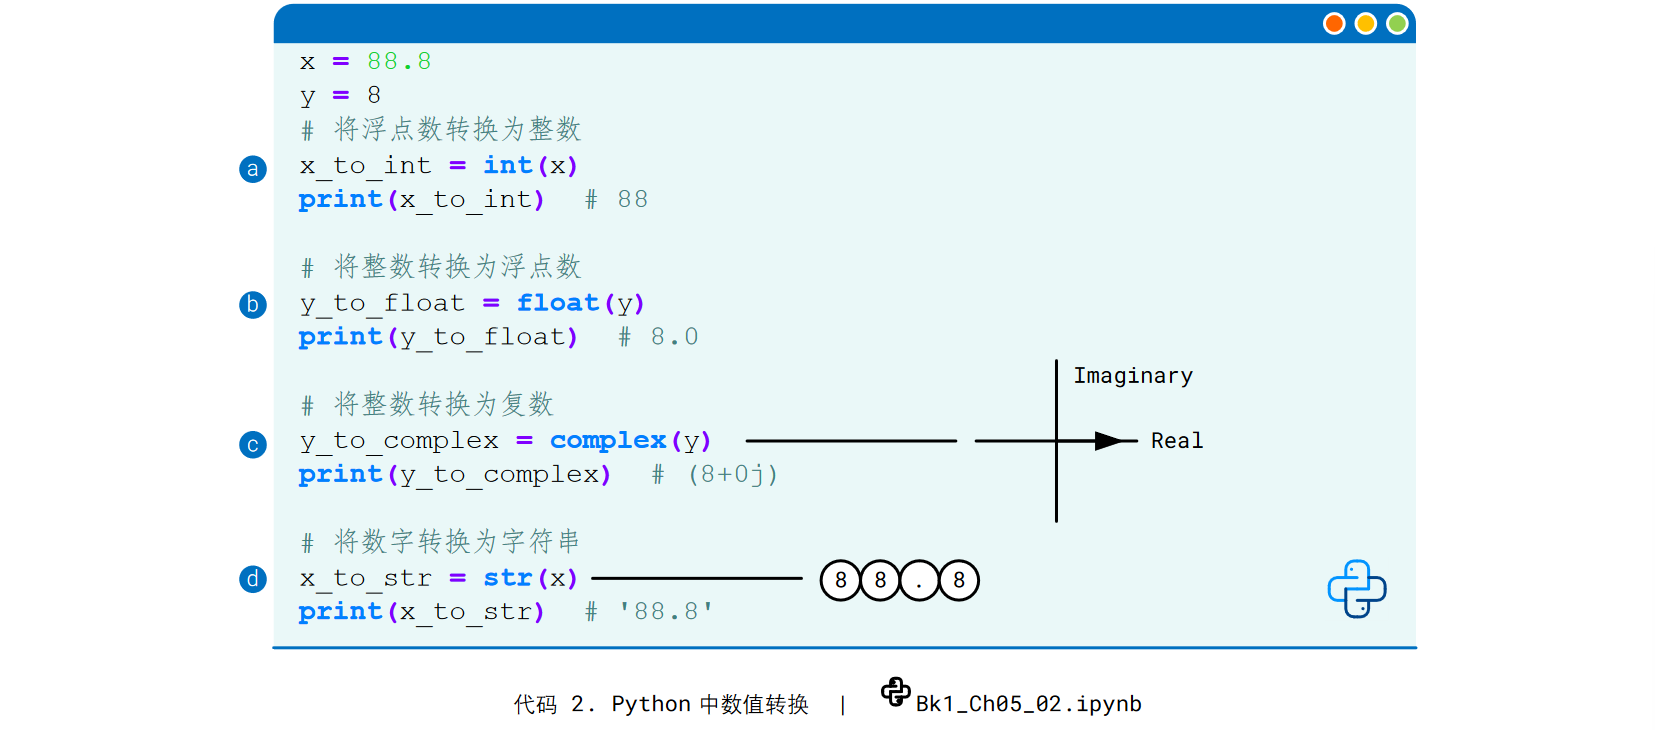 x = 88.8
y = 8
# 将浮点数转换为整数
a x_to_int = int(x)
print(x_to_int)  # 88
# 将整数转换为浮点数
b y_to_float = float(y)
print(y_to_float)  # 8.0
Imaginary
# 将整数转换为复数
c y_to_complex = complex(y) Real
print(y_to_complex)  # (8+0j)
# 将数字转换为字符串
d x_to_str = str(x) 8 8 . 8
print(x_to_str)  # '88.8'
代码 2. Python 中数值转换 | Bk1_Ch05_02.ipynb